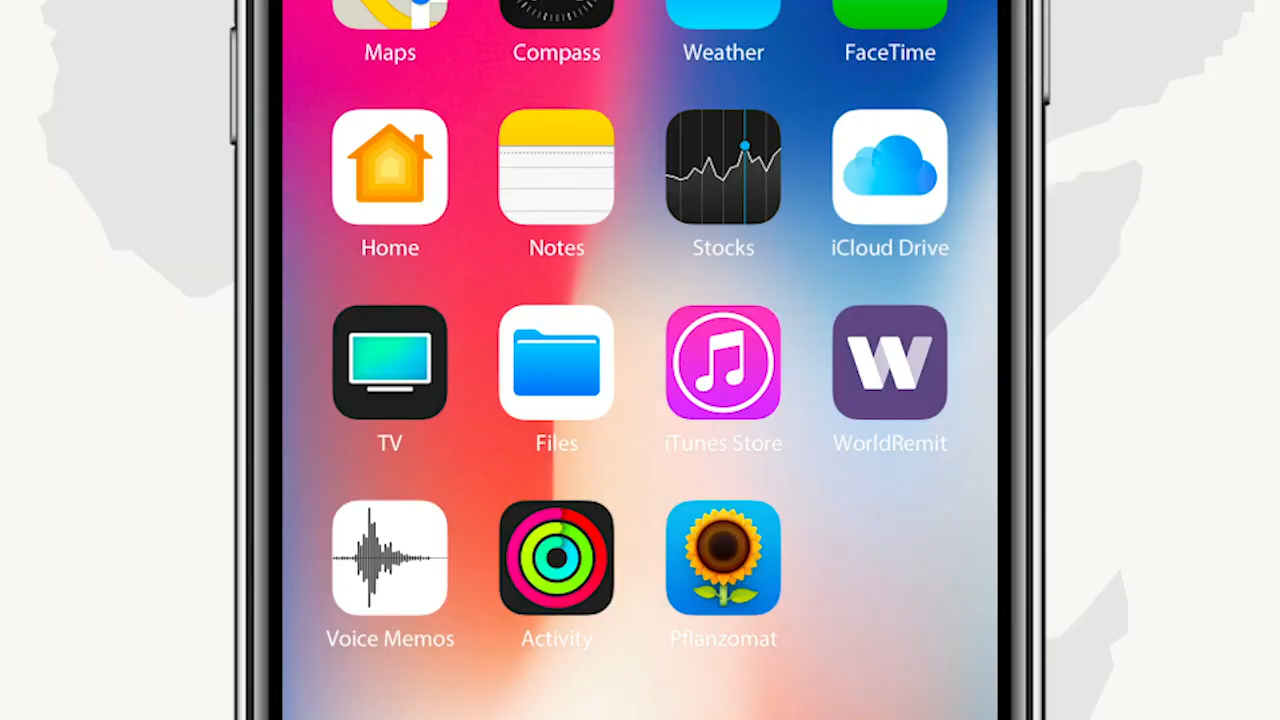 Maps Compass Weather FaceTime
Home Notes Stocks iCloud Drive
W
TV Files iTunes Store WorldRemit
Voice Memos Activity Pflanzomat